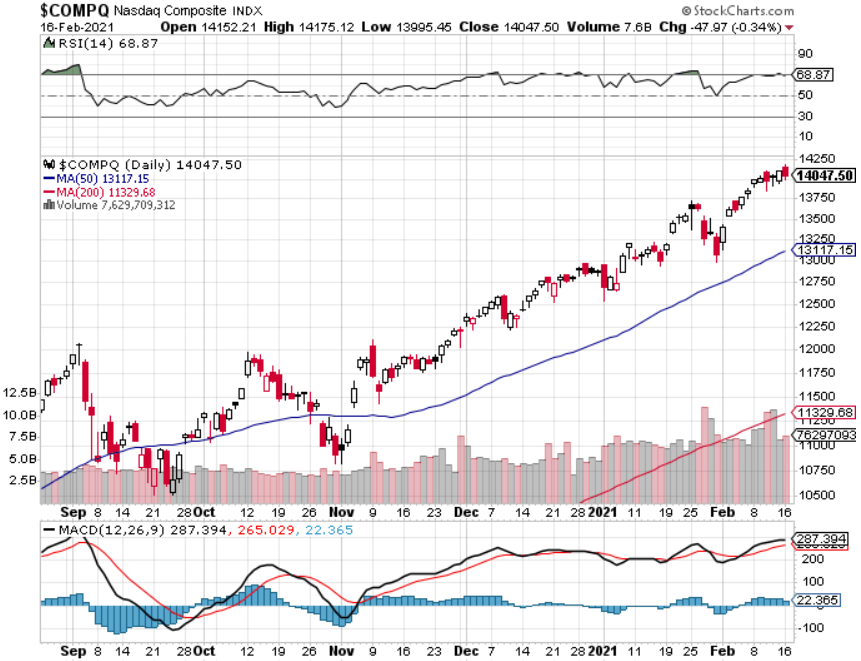 $COMPQ Nasdaq Composite INDX
© StockCharts.com
16-Feb-2021
Open 14152.21 High 14175.12 Low 13995.45 Close 14047.50 Volume 7.6B Chg -47.97 (-0.34%)
RSI(14) 68.87
90
68.87
50
30
10
$COMPQ (Daily) 14047.50
MA(50) 13117.15
MA(200) 11329.68
Volume 7,629,709,312
14250
14047.50
13750
13500
13250
13117.15
13000
12750
12500
12250
12000
11750
11500
11329.68
11250
76297093
11000
10750
10500
12.5B
10.0B
7.5B
5.0B
2.5B
Sep 8 14 21 28 Oct 12 19 26 Nov 9 16 23 Dec 7 14 21 28 2021 11 19 25 Feb 8 16
MACD(12,26,9) 287.394, 265.029, 22.365
287.394
200
100
22.365
-100
Sep 8 14 21 28 Oct 12 19 26 Nov 9 16 23 Dec 7 14 21 28 2021 11 19 25 Feb 8 16